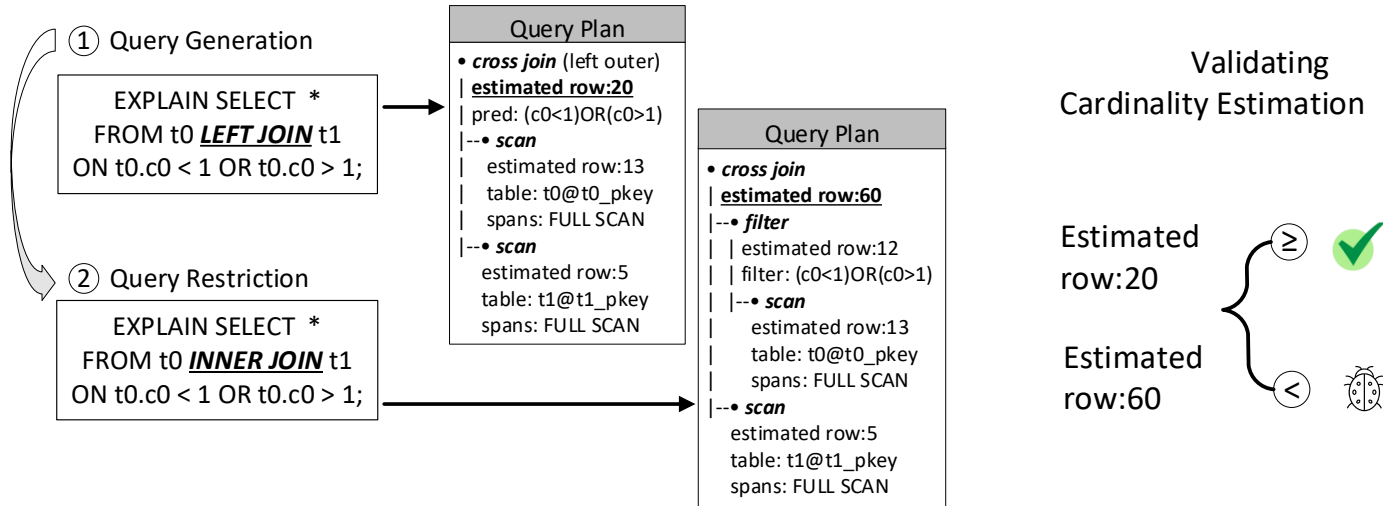 ① Query Generation
EXPLAIN SELECT *
FROM t0 LEFT JOIN t1
ON t0.c0 < 1 OR t0.c0 > 1;
② Query Restriction
EXPLAIN SELECT *
FROM t0 INNER JOIN t1
ON t0.c0 < 1 OR t0.c0 > 1;
Query Plan
• cross join (left outer)
| estimated row:20
| pred: (c0<1)OR(c0>1)
|--• scan
| estimated row:13
| table: t0@t0_pkey
| spans: FULL SCAN
|--• scan
estimated row:5
table: t1@t1_pkey
spans: FULL SCAN
Query Plan
• cross join
| estimated row:60
|--• filter
| | estimated row:12
| | filter: (c0<1)OR(c0>1)
| |--• scan
| estimated row:13
| table: t0@t0_pkey
| spans: FULL SCAN
|--• scan
estimated row:5
table: t1@t1_pkey
spans: FULL SCAN
Validating
Cardinality Estimation
Estimated
row:20
≥
Estimated
row:60
<